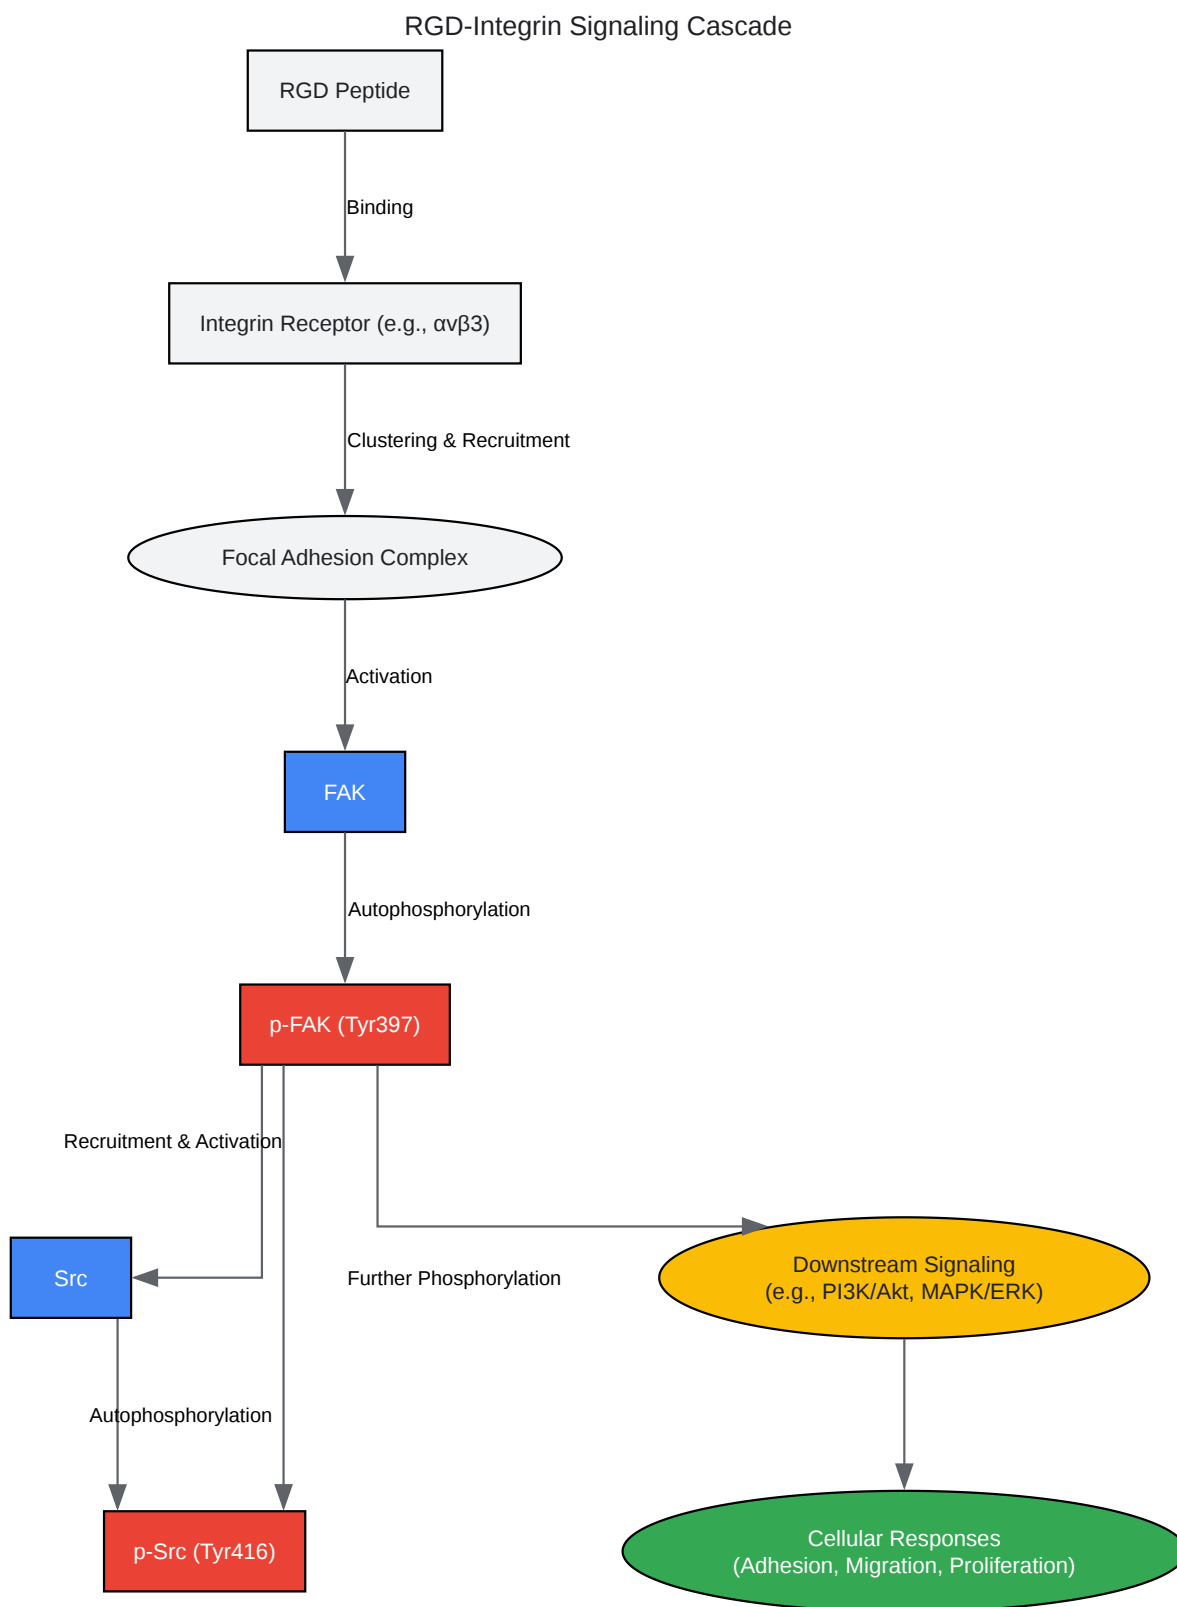 RGD-Integrin Signaling Cascade
RGD Peptide
Binding
Integrin Receptor (e.g., αvβ3)
Clustering & Recruitment
Focal Adhesion Complex
Activation
FAK
Autophosphorylation
p-FAK (Tyr397)
Recruitment & Activation
Src
Further Phosphorylation
Downstream Signaling
(e.g., PI3K/Akt, MAPK/ERK)
Autophosphorylation
p-Src (Tyr416)
Cellular Responses
(Adhesion, Migration, Proliferation)